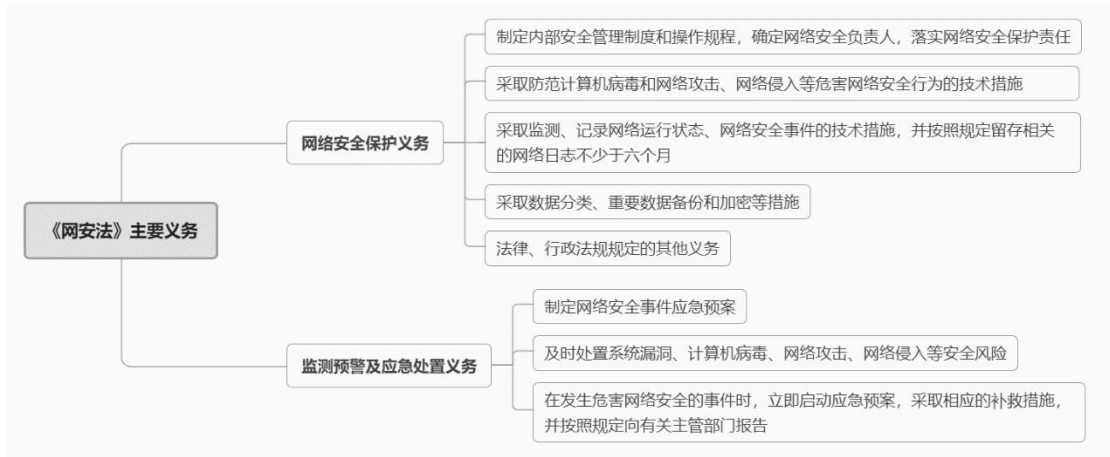 《网安法》主要义务
网络安全保护义务
制定内部安全管理制度和操作规程，确定网络安全负责人，落实网络安全保护责任
采取防范计算机病毒和网络攻击、网络侵入等危害网络安全行为的技术措施
采取监测、记录网络运行状态、网络安全事件的技术措施，并按照规定留存相关
的网络日志不少于六个月
采取数据分类、重要数据备份和加密等措施
法律、行政法规规定的其他义务
监测预警及应急处置义务
制定网络安全事件应急预案
及时处置系统漏洞、计算机病毒、网络攻击、网络侵入等安全风险
在发生危害网络安全的事件时，立即启动应急预案，采取相应的补救措施，
并按照规定向有关主管部门报告